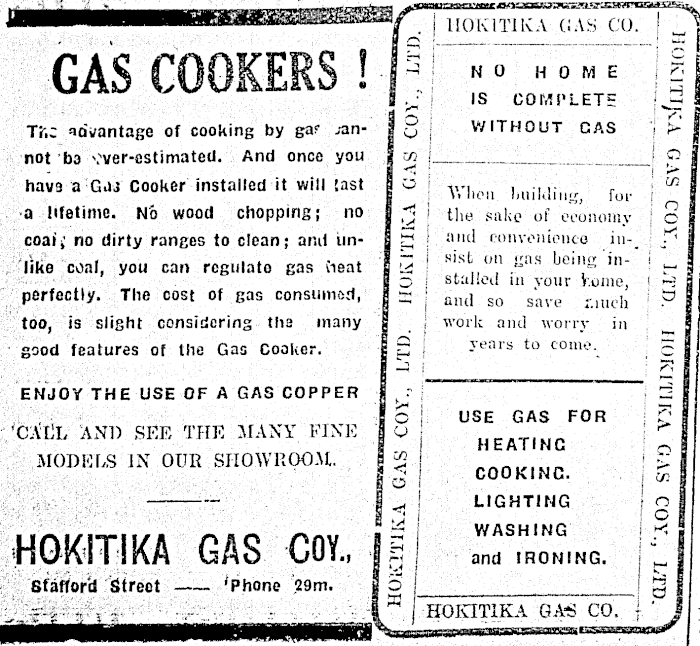 GAS COOKERS !
The advantage of cooking by gas can-
not be over-estimated. And once you
have a Gas Cooker installed it will last
a lifetime. No wood chopping; no
coal; no dirty ranges to clean; and un-
like coal, you can regulate gas heat
perfectly. The cost of gas consumed,
too, is slight considering the many
good features of the Gas Cooker.
ENJOY THE USE OF A GAS COPPER
CALL AND SEE THE MANY FINE
MODELS IN OUR SHOWROOM.
HOKITIKA GAS COY.,
Stafford Street —— 'Phone 29m.
HOKITIKA GAS CO.
HOKITIKA GAS COY., LTD. HOKITIKA GAS COY., LTD.
NO HOME
IS COMPLETE
WITHOUT GAS
When building, for
the sake of economy
and convenience in-
sist on gas being in-
stalled in your home,
and so save much
work and worry in
years to come.
USE GAS FOR
HEATING
COOKING.
LIGHTING
WASHING
and IRONING.
HOKITIKA GAS COY., LTD. HOKITIKA GAS COY., LTD.
HOKITIKA GAS CO.